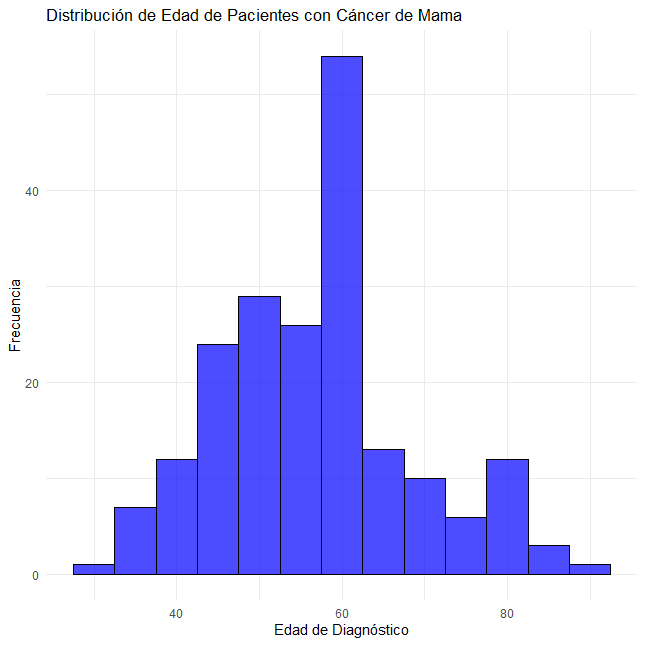 Distribución de Edad de Pacientes con Cáncer de Mama
Frecuencia
40
20
0
40 60 80
Edad de Diagnóstico